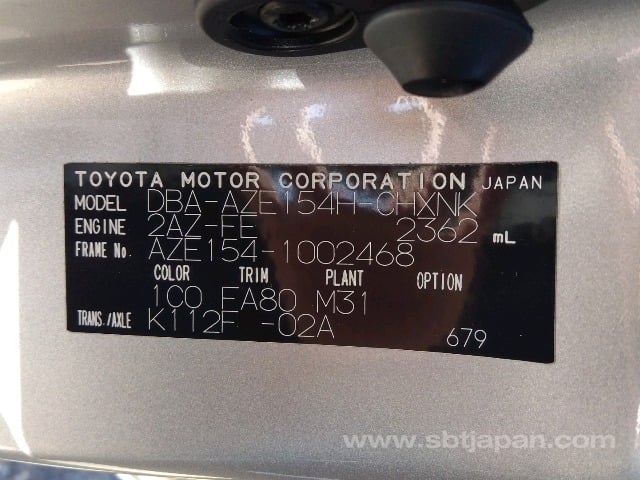 TOYOTA MOTOR CORPORATION JAPAN
MODEL DBA-AZE154H-CHXNK
ENGINE 2AZ-FE 2362 mL
FRAME No. AZE154-1002468
COLOR TRIM PLANT OPTION
1C0 FA80 M31
TRANS./AXLE K112F -02A 679
www.sbtjapan.com